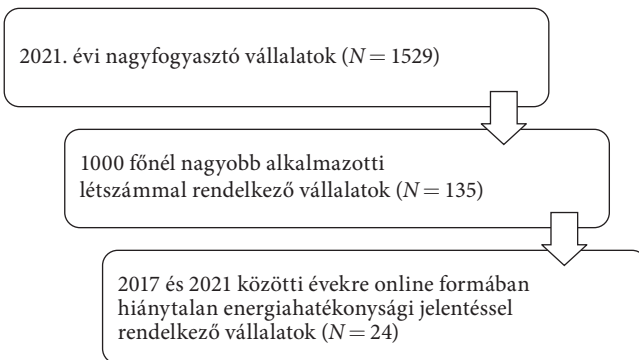 2021. évi nagyfogyasztó vállalatok (N = 1529)
1000 főnél nagyobb alkalmazotti
létszámmal rendelkező vállalatok (N = 135)
2017 és 2021 közötti évekre online formában
hiánytalan energiahatékonysági jelentéssel
rendelkező vállalatok (N = 24)